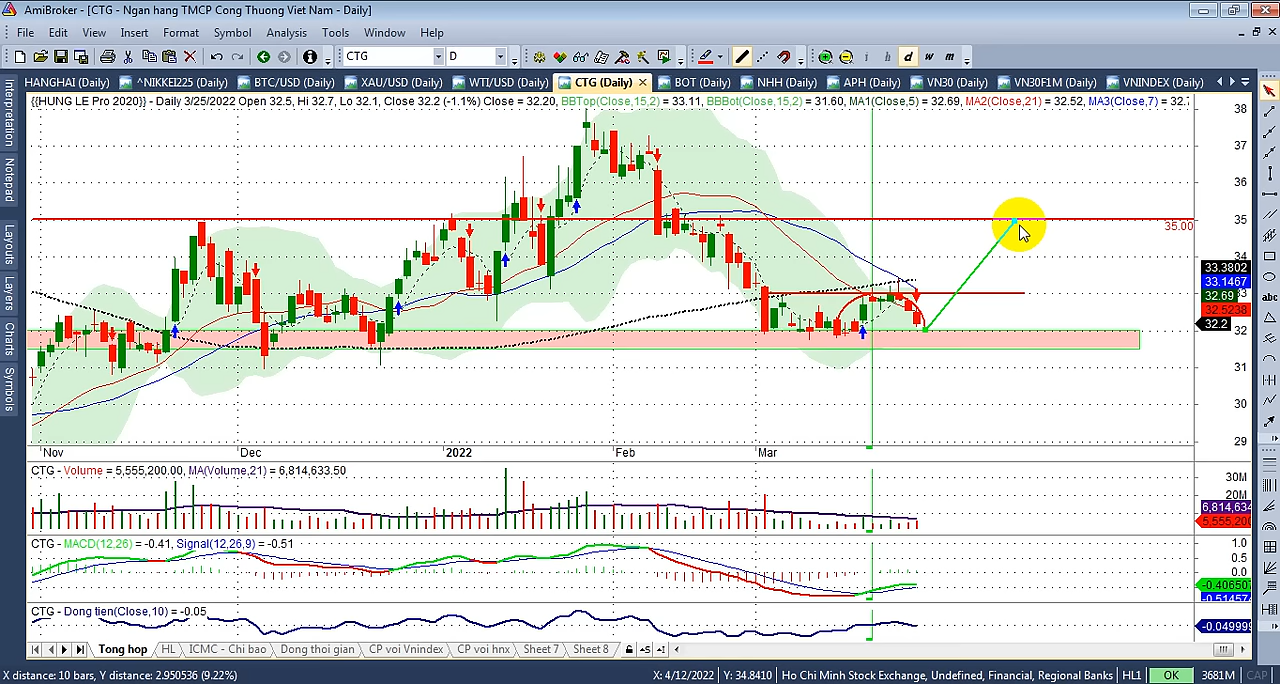 AmiBroker - [CTG - Ngan hang TMCP Cong Thuong Viet Nam - Daily]
File Edit View Insert Format Symbol Analysis Tools Window Help
CTG D i h d w m
HANGHAI (Daily) ^NIKKEI225 (Daily) BTC/USD (Daily) XAU/USD (Daily) WTI/USD (Daily) CTG (Daily) BOT (Daily) NHH (Daily) APH (Daily) VN30 (Daily) VN30F1M (Daily) VNINDEX (Daily)
Interpretation
Notepad
Layouts
Layers
Charts
Symbols
{{HUNG LE Pro 2020}} - Daily 3/25/2022 Open 32.5, Hi 32.7, Lo 32.1, Close 32.2 (-1.1%) Close = 32.20, BBTop(Close,15,2) = 33.11, BBBot(Close,15,2) = 31.60, MA1(Close,5) = 32.69, MA2(Close,21) = 32.52, MA3(Close,7) = 32.
38
37
36
35
35.00
34
33.3802
33.1467
32.69
32.5238
32.2
32
31
30
29
Nov Dec 2022 Feb Mar
CTG - Volume = 5,555,200.00, MA(Volume,21) = 6,814,633.50
30M
20M
6,814,634
5,555,200
CTG - MACD(12,26) = -0.41, Signal(12,26,9) = -0.51
1.0
0.5
0.0
-0.406507
-0.514574
CTG - Dong tien(Close,10) = -0.05
-0.049999
Tong hop HL ICMC - Chi bao Dong thoi gian CP voi Vnindex CP voi hnx Sheet 7 Sheet 8
abc
X distance: 10 bars, Y distance: 2.950536 (9.22%) X: 4/12/2022 Y: 34.8410 Ho Chi Minh Stock Exchange, Undefined, Financial, Regional Banks HL1 OK 3681M CAP